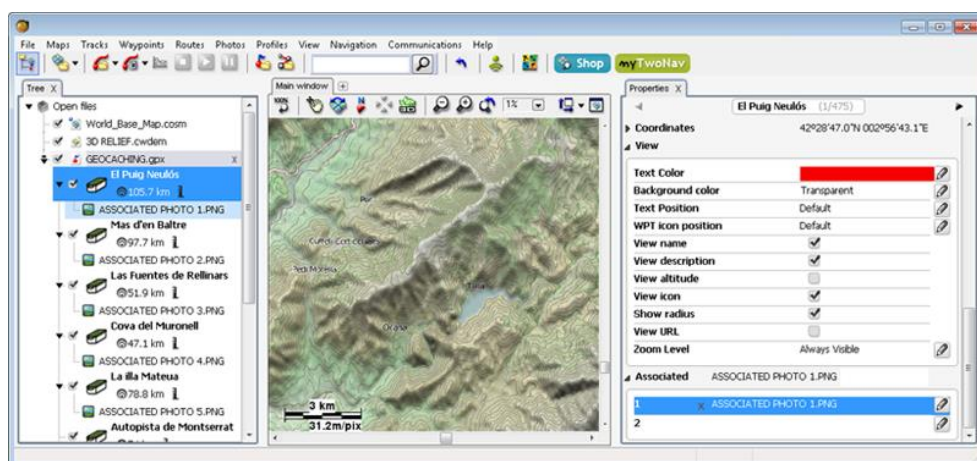 File Maps Tracks Waypoints Routes Photos Profiles View Navigation Communications Help
Shop
myTwoNav
Tree X
Open files
World_Base_Map.cosm
3D RELIEF.cwdem
GEOCACHING.gpx x
El Puig Neulós
105.7 km
ASSOCIATED PHOTO 1.PNG
Mas d'en Baltre
97.7 km
ASSOCIATED PHOTO 2.PNG
Las Fuentes de Rellinars
51.9 km
ASSOCIATED PHOTO 3.PNG
Cova del Muronell
47.1 km
ASSOCIATED PHOTO 4.PNG
La illa Mateua
78.8 km
ASSOCIATED PHOTO 5.PNG
Autopista de Montserrat
Main window
100%
1%
Ocaña
3 km
31.2m/pix
Properties X
El Puig Neulós (1/475)
Coordinates 42º28'47.0"N 002º56'43.1"E
View
Text Color
Background color Transparent
Text Position Default
WPT icon position Default
View name
View description
View altitude
View icon
Show radius
View URL
Zoom Level Always Visible
Associated ASSOCIATED PHOTO 1.PNG
1 x ASSOCIATED PHOTO 1.PNG
2